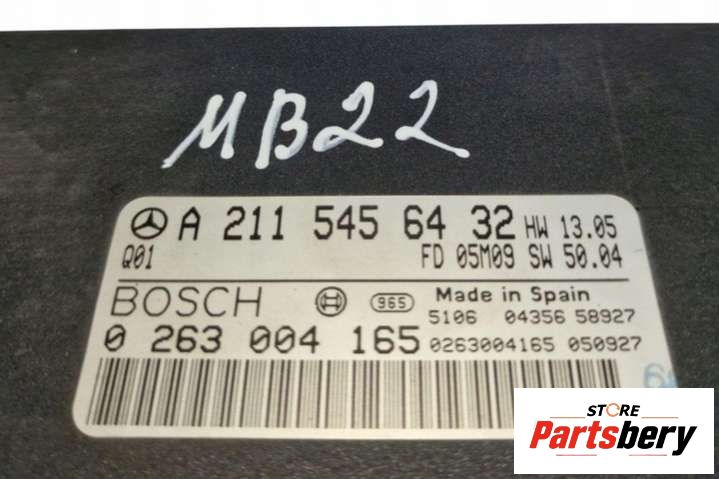 MB22
A 211 545 64 32 HW 13.05
Q01 FD 05M09 SW 50.04
BOSCH 965 Made in Spain
5106 04356 58927
0 263 004 165 0263004165 050927
STORE
Partsbery